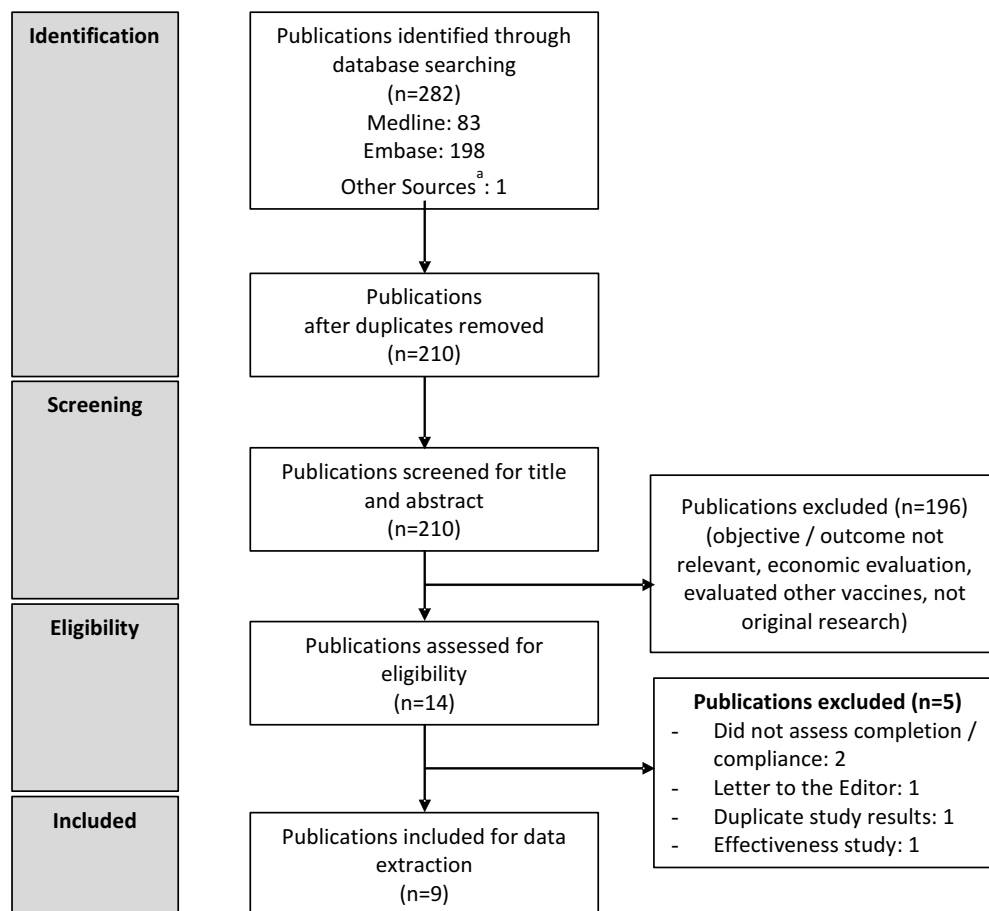 Identification
Publications identified through
database searching
(n=282)
Medline: 83
Embase: 198
Other Sourcesª: 1
Publications
after duplicates removed
(n=210)
Screening
Publications screened for title
and abstract
(n=210)
Publications excluded (n=196)
(objective / outcome not
relevant, economic evaluation,
evaluated other vaccines, not
original research)
Eligibility
Publications assessed for
eligibility
(n=14)
Publications excluded (n=5)
- Did not assess completion /
compliance: 2
- Letter to the Editor: 1
- Duplicate study results: 1
- Effectiveness study: 1
Included
Publications included for data
extraction
(n=9)